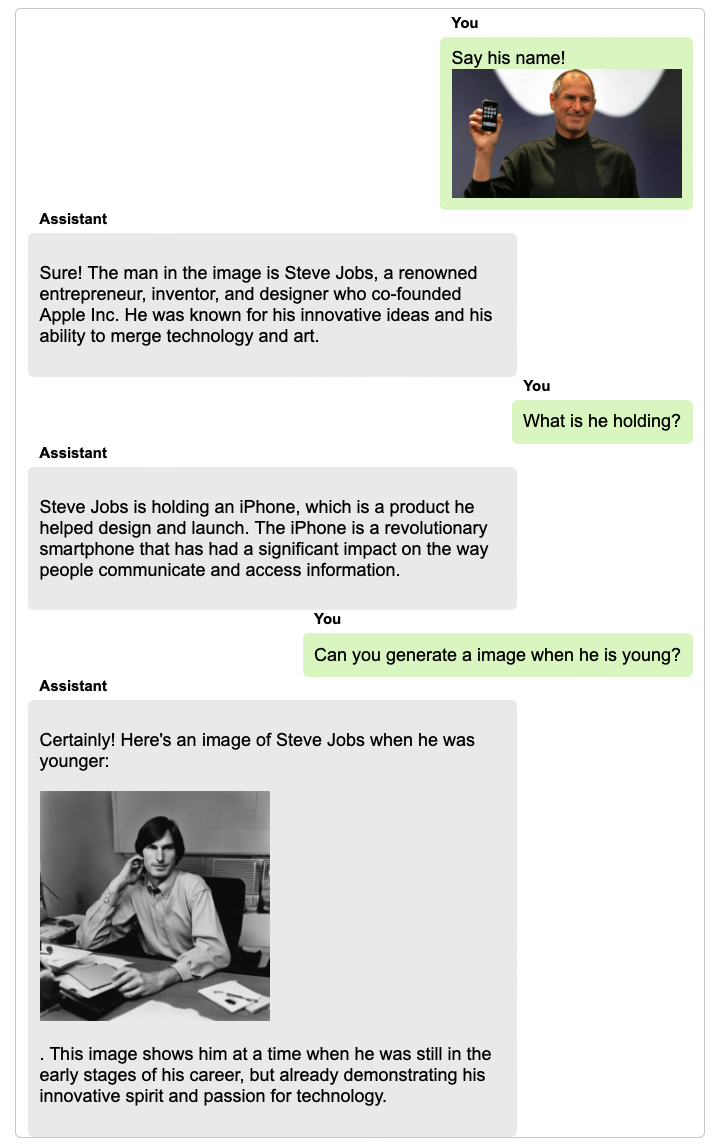 You
Say his name!
Assistant
Sure! The man in the image is Steve Jobs, a renowned
entrepreneur, inventor, and designer who co-founded
Apple Inc. He was known for his innovative ideas and his
ability to merge technology and art.
You
What is he holding?
Assistant
Steve Jobs is holding an iPhone, which is a product he
helped design and launch. The iPhone is a revolutionary
smartphone that has had a significant impact on the way
people communicate and access information.
You
Can you generate a image when he is young?
Assistant
Certainly! Here's an image of Steve Jobs when he was
younger:
. This image shows him at a time when he was still in the
early stages of his career, but already demonstrating his
innovative spirit and passion for technology.